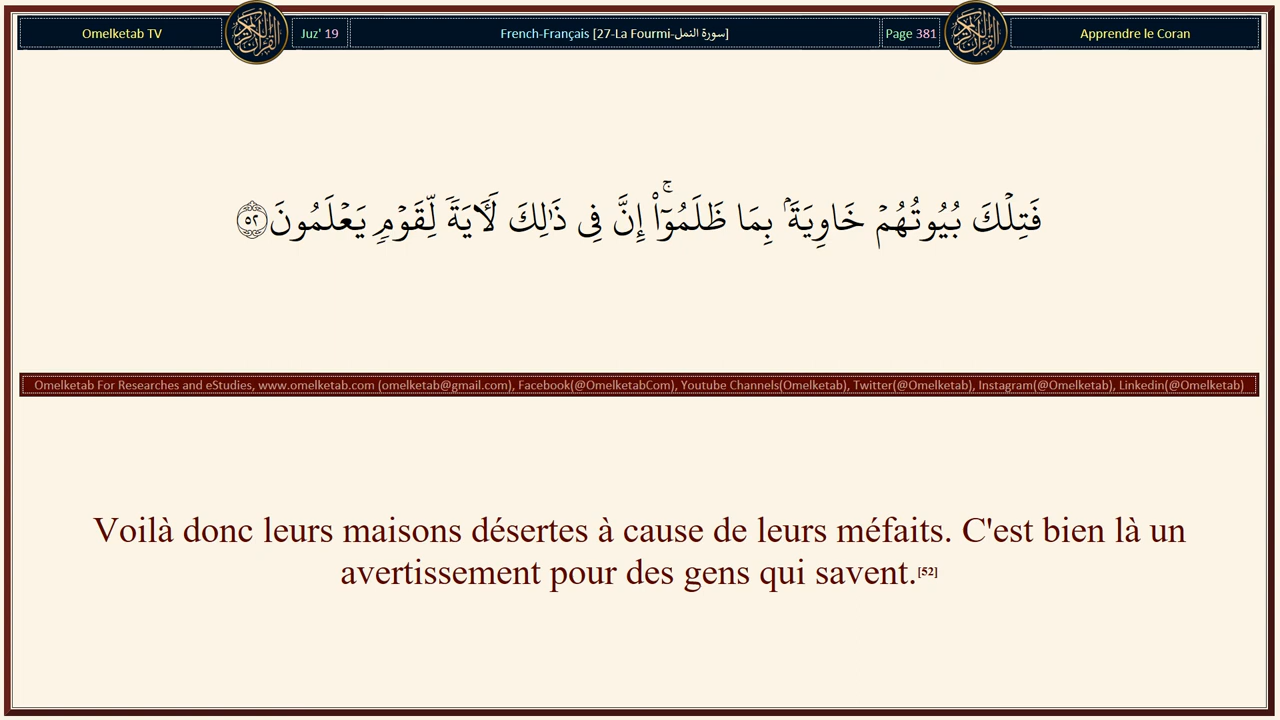 Omelketab TV
Juz' 19
French-Français [27-La Fourmi-سورة النمل]
Page 381
Apprendre le Coran
فَتِلۡكَ بُيُوتُهُمۡ خَاوِيَةَۢ بِمَا ظَلَمُوٓاْۚ إِنَّ فِي ذَٰلِكَ لَأٓيَةٗ لِّقَوۡمٖ يَعۡلَمُونَ ٥٢
Omelketab For Researches and eStudies, www.omelketab.com (omelketab@gmail.com), Facebook(@OmelketabCom), Youtube Channels(Omelketab), Twitter(@Omelketab), Instagram(@Omelketab), Linkedin(@Omelketab)
Voilà donc leurs maisons désertes à cause de leurs méfaits. C'est bien là un
avertissement pour des gens qui savent.[52]